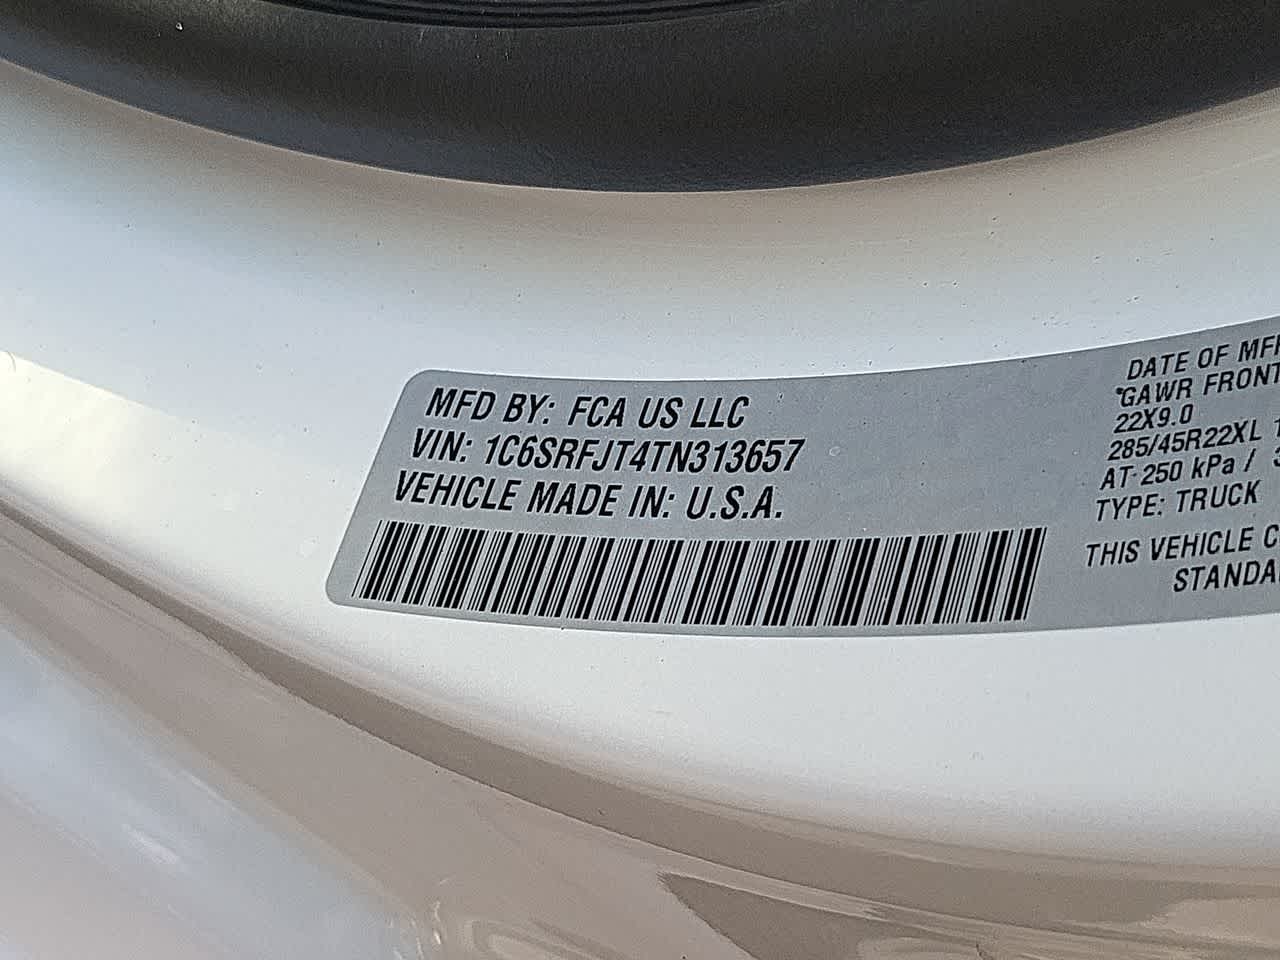 MFD BY: FCA US LLC
VIN: 1C6SRFJT4TN313657
VEHICLE MADE IN: U.S.A.
DATE OF
GAWR FRONT
22X9.0
285/45R22XL
AT 250 kPa /
TYPE: TRUCK
THIS VEHICLE